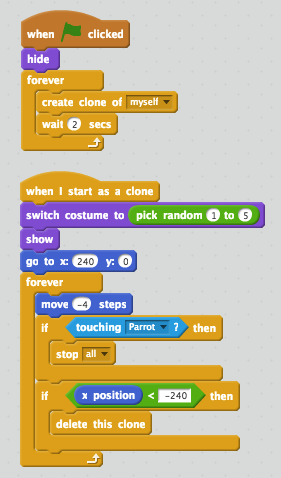 when clicked
hide
forever
create clone of myself
wait 2 secs
when I start as a clone
switch costume to pick random 1 to 5
show
go to x: 240 y: 0
forever
move -4 steps
if touching Parrot ? then
stop all
if x position < -240 then
delete this clone